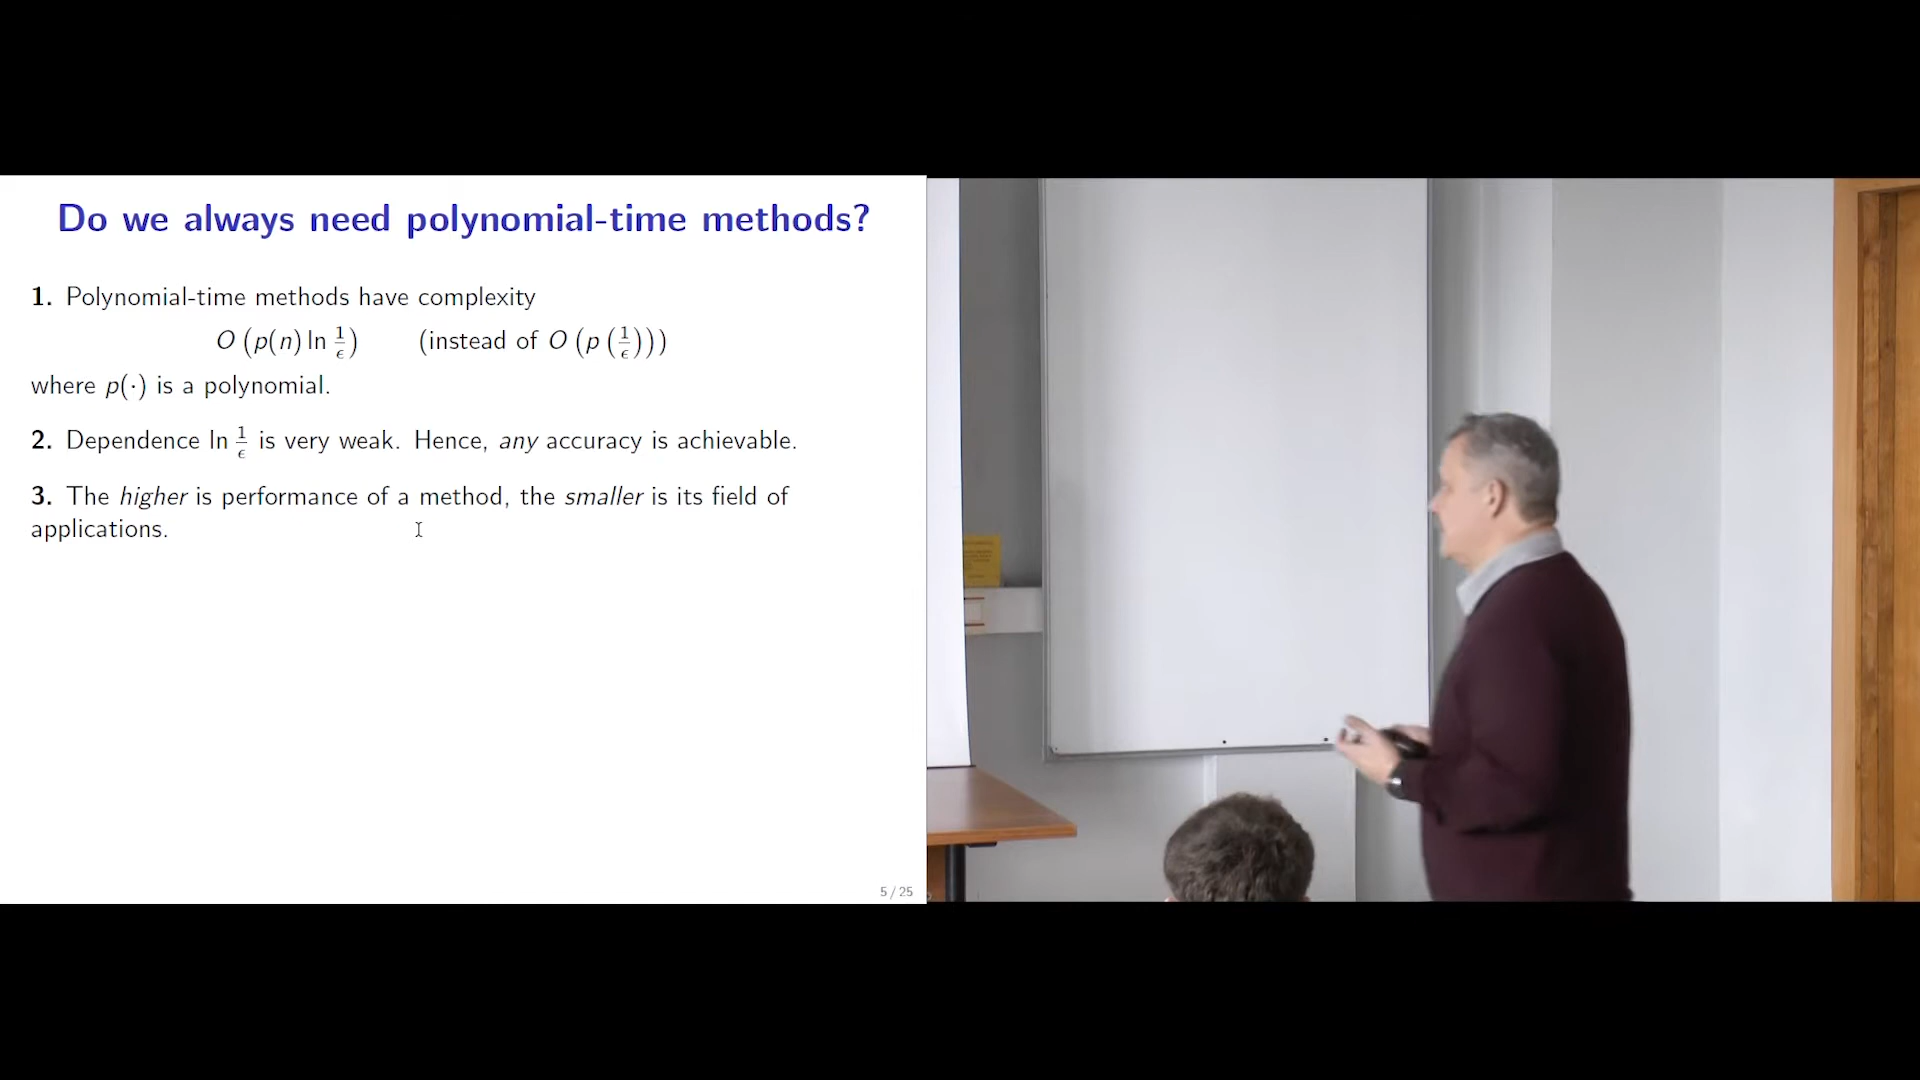 Do we always need polynomial-time methods?
1. Polynomial-time methods have complexity
O (p(n) ln 1/ϵ) (instead of O (p (1/ϵ)))
where p(·) is a polynomial.
2. Dependence ln 1/ϵ is very weak. Hence, any accuracy is achievable.
3. The higher is performance of a method, the smaller is its field of
applications.
5 / 25